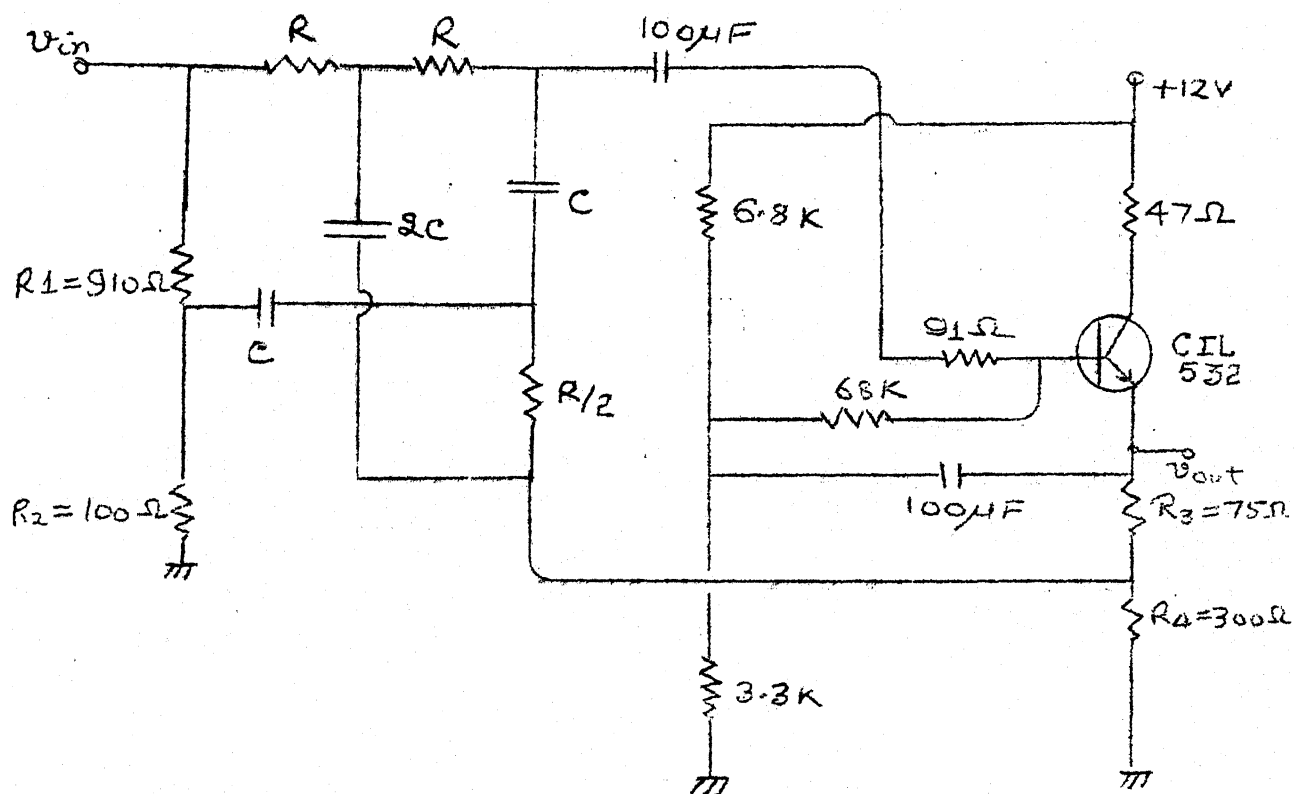 vin
R
R
100μF
+12V
2C
C
6.8K
47Ω
R1=910Ω
C
R/2
91Ω
CIL
532
68K
vout
R2=100Ω
100μF
R3=75Ω
R4=300Ω
3.3K